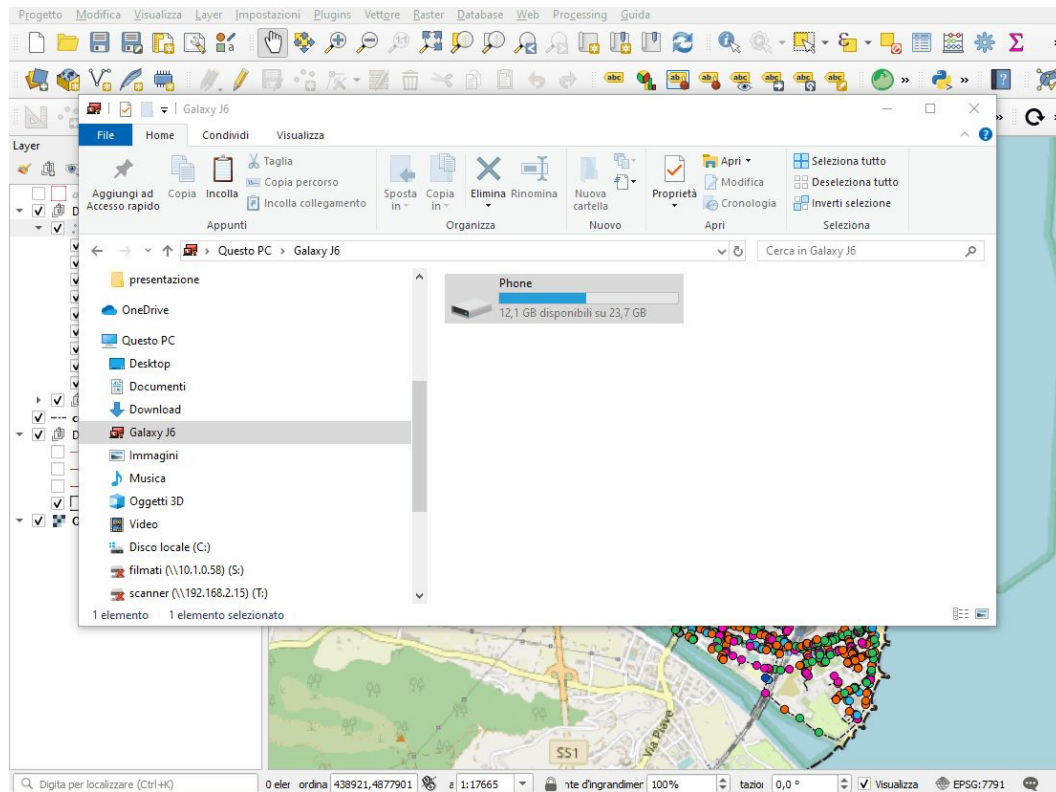 Progetto Modifica Visualizza Layer Impostazioni Plugins Vettore Raster Database Web Processing Guida
abc
Galaxy J6
File Home Condividi Visualizza
Layer
Aggiungi ad Accesso rapido
Copia
Incolla
Taglia
Copia percorso
Incolla collegamento
Appunti
Sposta in
Copia in
Elimina
Rinomina
Organizza
Nuova cartella
Nuovo
Proprietà
Apri
Modifica
Cronologia
Apri
Seleziona tutto
Deseleziona tutto
Inverti selezione
Seleziona
Questo PC > Galaxy J6
Cerca in Galaxy J6
presentazione
OneDrive
Questo PC
Desktop
Documenti
Download
Galaxy J6
Immagini
Musica
Oggetti 3D
Video
Disco locale (C:)
filmati (\\10.1.0.58) (S:)
scanner (\\192.168.2.15) (T:)
Phone
12,1 GB disponibili su 23,7 GB
1 elemento 1 elemento selezionato
SS1
Via Piave
Digita per localizzare (Ctrl+K) 0 eler ordina 438921,4877901 a 1:17665 nte d'ingrandimer 100% tazior 0,0 ° Visualizza EPSG:7791